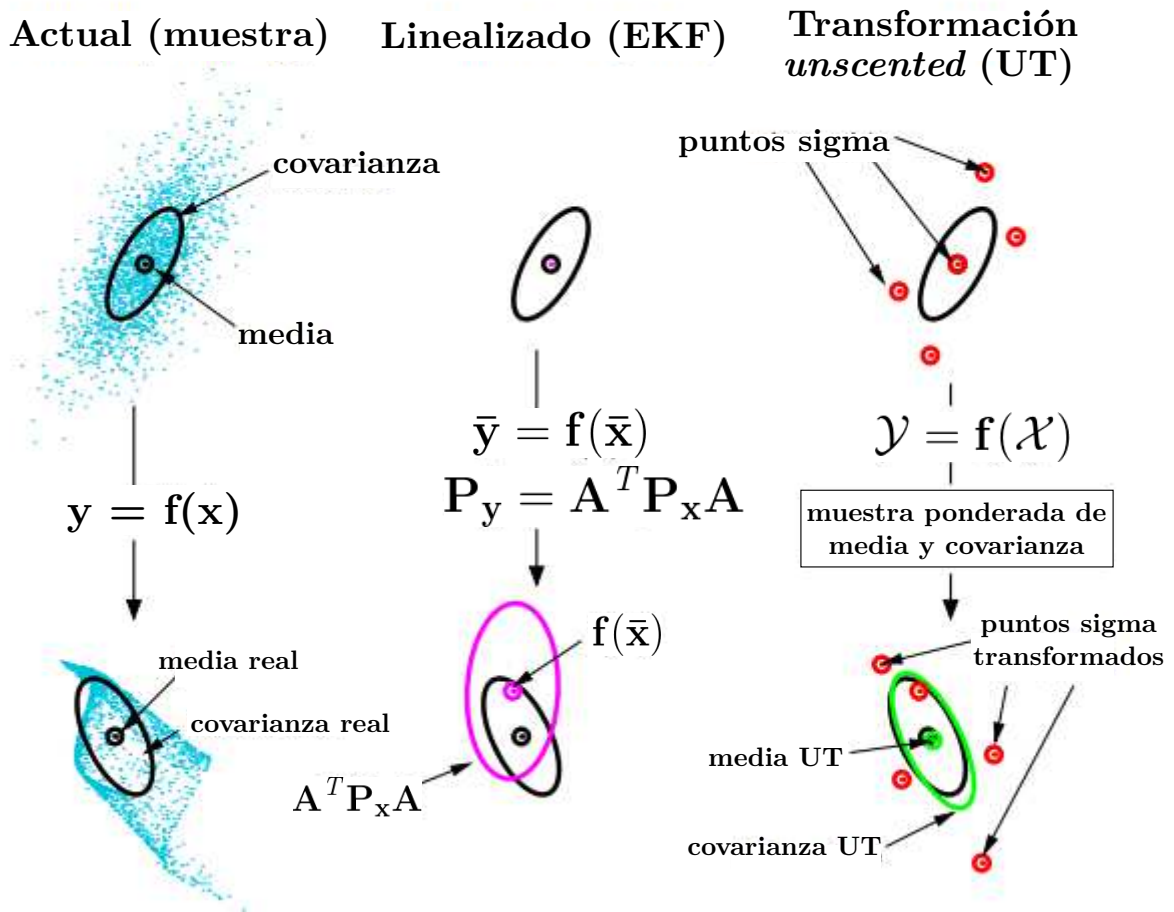 Actual (muestra)
covarianza
media
y = f(x)
media real
covarianza real
Linealizado (EKF)
ȳ = f(x̄)
P_y = A^T P_x A
f(x̄)
A^T P_x A
Transformación
unscented (UT)
puntos sigma
𝒴 = f(𝒳)
muestra ponderada de
media y covarianza
puntos sigma
transformados
media UT
covarianza UT